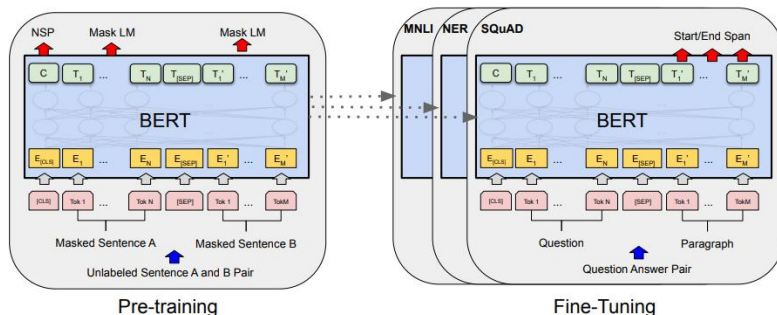 NSP Mask LM Mask LM
C T1 ... TN T[SEP] T1' ... TM'
BERT
E[CLS] E1 ... EN E[SEP] E1' ... EM'
[CLS] Tok 1 ... Tok N [SEP] Tok 1 ... TokM
Masked Sentence A Masked Sentence B
Unlabeled Sentence A and B Pair
Pre-training
MNLI NER SQuAD
Start/End Span
C T1 ... TN T[SEP] T1' ... TM'
BERT
E[CLS] E1 ... EN E[SEP] E1' ... EM'
[CLS] Tok 1 ... Tok N [SEP] Tok 1 ... TokM
Question Paragraph
Question Answer Pair
Fine-Tuning